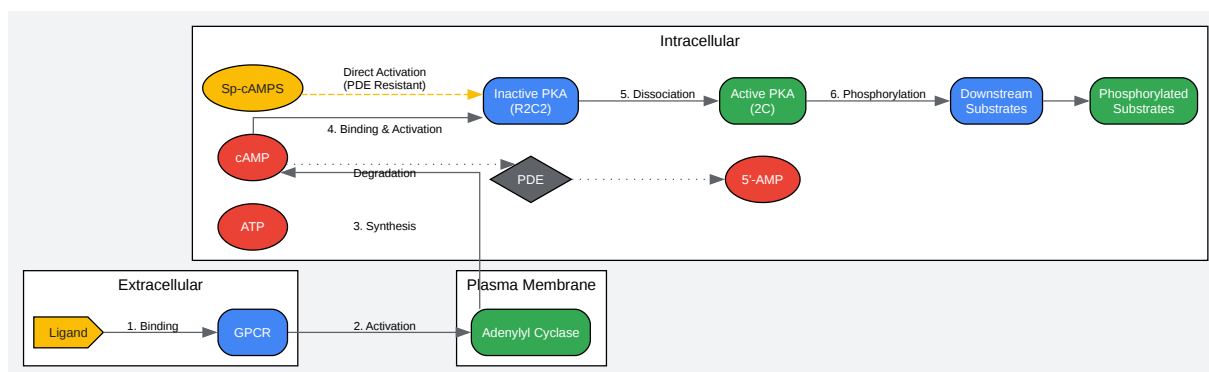 Intracellular
Sp-cAMPS
Direct Activation
(PDE Resistant)
Inactive PKA
(R2C2)
5. Dissociation
Active PKA
(2C)
6. Phosphorylation
Downstream
Substrates
Phosphorylated
Substrates
4. Binding & Activation
cAMP
Degradation
PDE
5'-AMP
ATP
3. Synthesis
Extracellular
Plasma Membrane
Ligand
1. Binding
GPCR
2. Activation
Adenylyl Cyclase